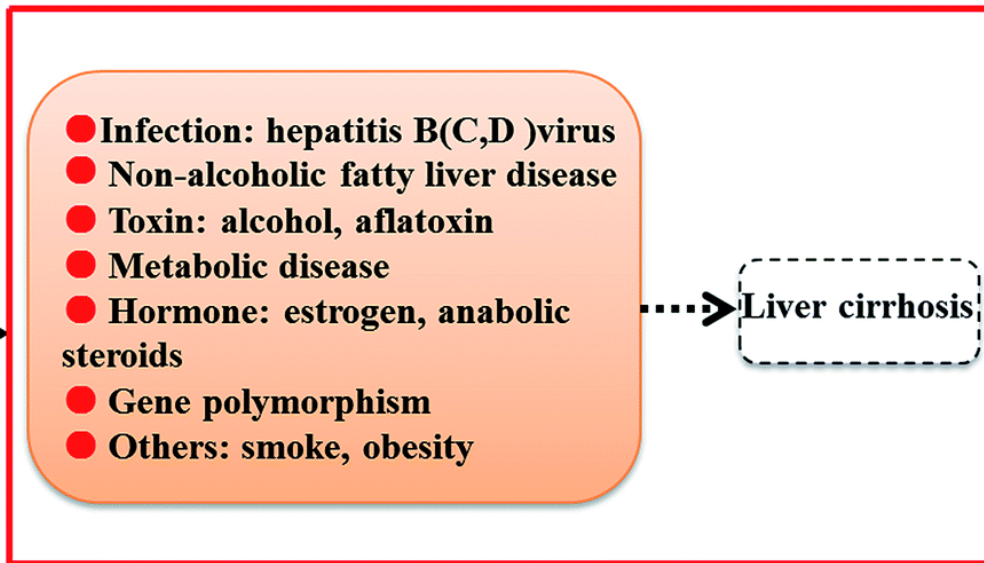 Infection: hepatitis B(C,D )virus
Non-alcoholic fatty liver disease
Toxin: alcohol, aflatoxin
Metabolic disease
Hormone: estrogen, anabolic
steroids
Gene polymorphism
Others: smoke, obesity
Liver cirrhosis